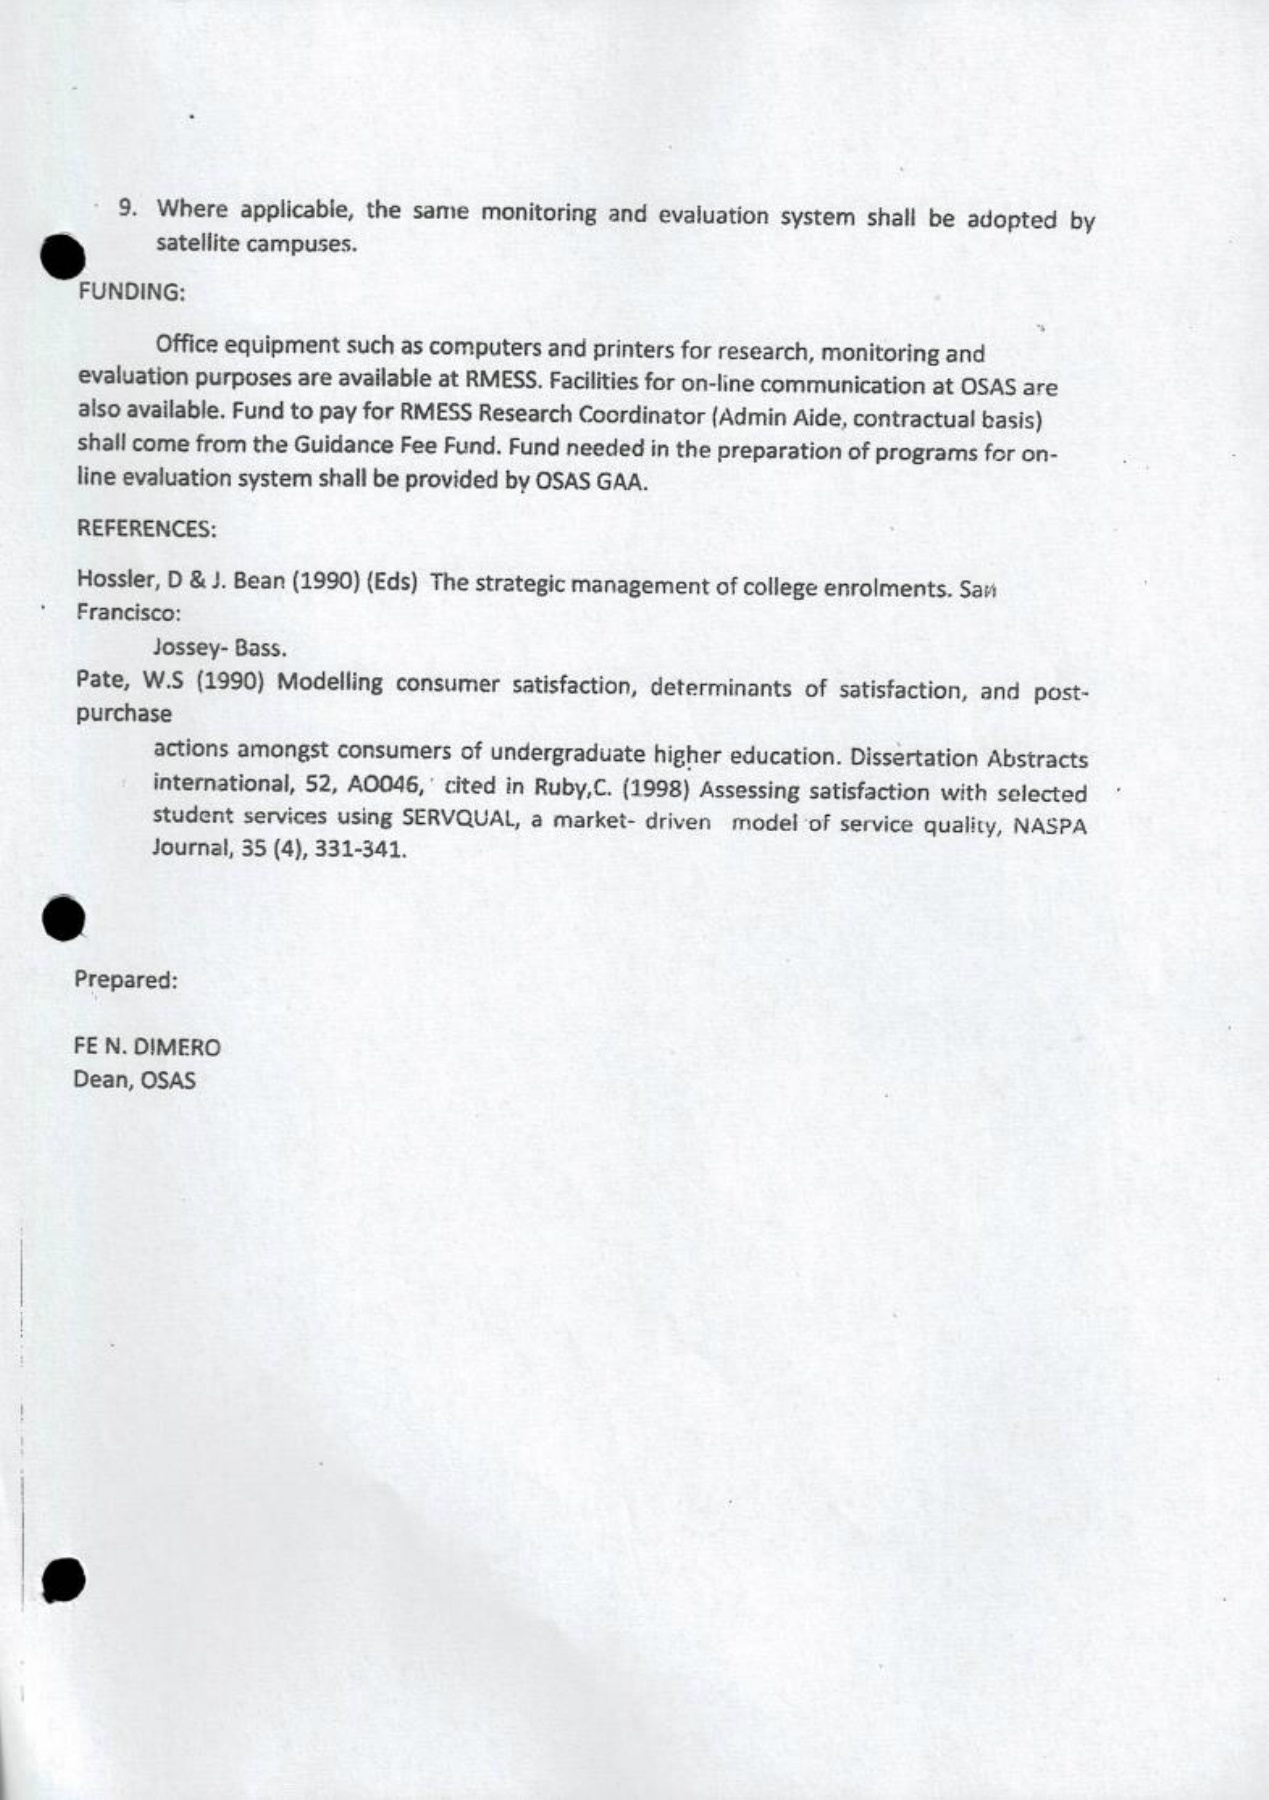 9. Where applicable, the same monitoring and evaluation system shall be adopted by
satellite campuses.
FUNDING:
Office equipment such as computers and printers for research, monitoring and
evaluation purposes are available at RMESS. Facilities for on-line communication at OSAS are
also available. Fund to pay for RMESS Research Coordinator (Admin Aide, contractual basis)
shall come from the Guidance Fee Fund. Fund needed in the preparation of programs for on-
line evaluation system shall be provided by OSAS GAA.
REFERENCES:
Hossler, D & J. Bean (1990) (Eds) The strategic management of college enrolments. San
Francisco:
Jossey- Bass.
Pate, W.S (1990) Modelling consumer satisfaction, determinants of satisfaction, and post-
purchase
actions amongst consumers of undergraduate higher education. Dissertation Abstracts
international, 52, AO046, cited in Ruby,C. (1998) Assessing satisfaction with selected
student services using SERVQUAL, a market- driven model of service quality, NASPA
Journal, 35 (4), 331-341.
Prepared:
FE N. DIMERO
Dean, OSAS